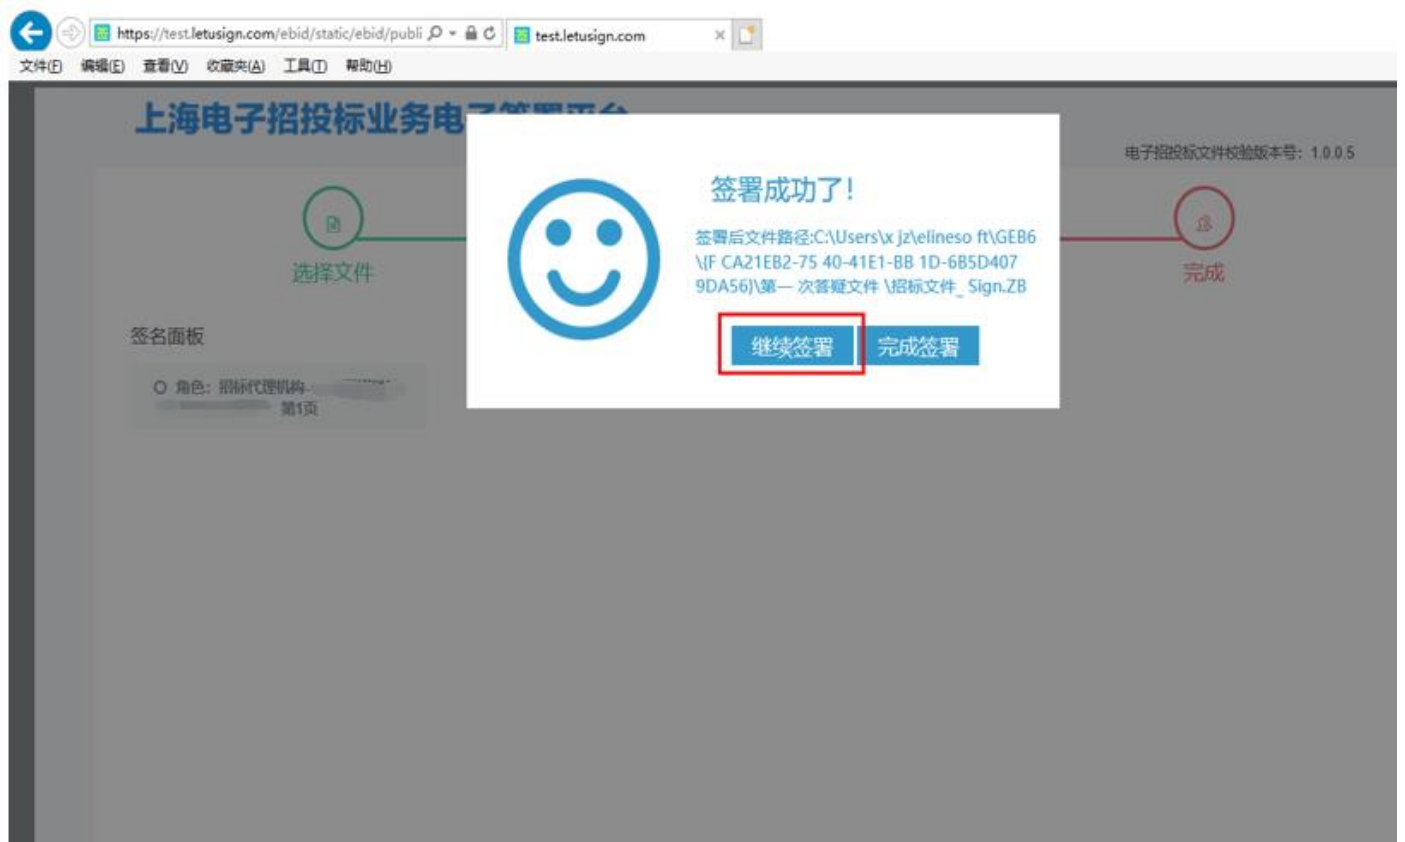 https://test.letusign.com/ebid/static/ebid/publi
test.letusign.com
文件(F) 编辑(E) 查看(V) 收藏夹(A) 工具(T) 帮助(H)
上海电子招投标业务电子签署平台
电子招投标文件校验版本号：1.0.0.5
选择文件
完成
签署成功了！
签署后文件路径:C:\Users\x jz\elineso ft\GEB6
\{F CA21EB2-75 40-41E1-BB 1D-6B5D407
9DA56}\第一 次答疑文件 \招标文件_ Sign.ZB
继续签署 完成签署
签名面板
角色：招标代理机构-
第1页